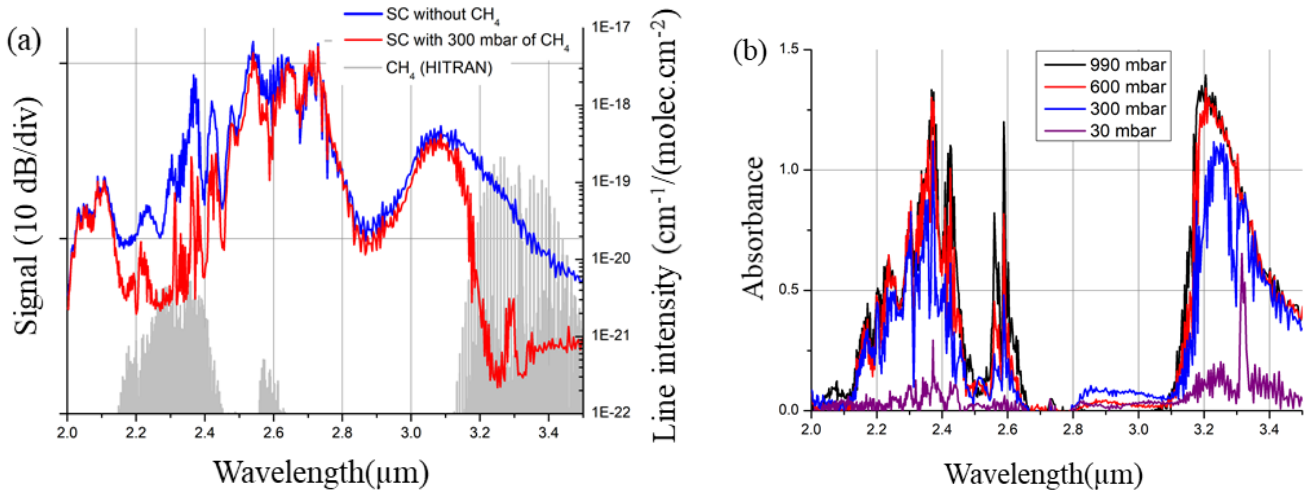 (a)
SC without CH₄
SC with 300 mbar of CH₄
CH₄ (HITRAN)
Signal (10 dB/div)
1E-17
1E-18
1E-19
1E-20
1E-21
1E-22
Line intensity (cm⁻¹/(molec.cm⁻²)
2.0 2.2 2.4 2.6 2.8 3.0 3.2 3.4
Wavelength(µm)
(b)
990 mbar
600 mbar
300 mbar
30 mbar
Absorbance
1.5
1.0
0.5
0.0
2.0 2.2 2.4 2.6 2.8 3.0 3.2 3.4
Wavelength(µm)